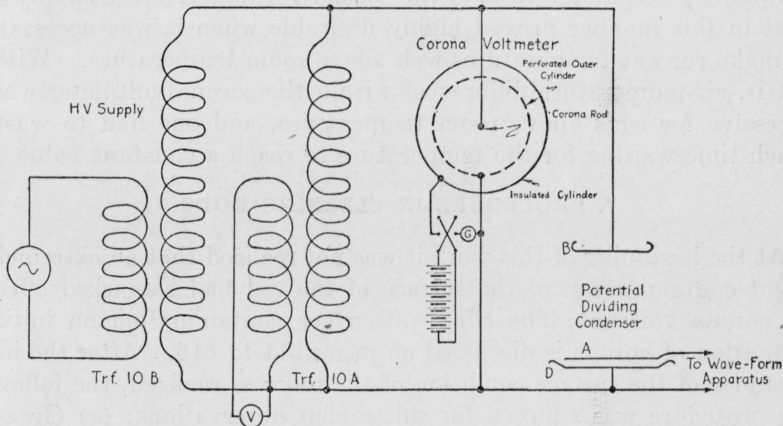 Corona Voltmeter
Perforated Outer
Cylinder
HV Supply
Corona Rod
Insulated Cylinder
G
BC
Potential
Dividing
Condenser
A
D
To Wave-Form
Apparatus
Trf. 10 B
Trf. 10 A
V